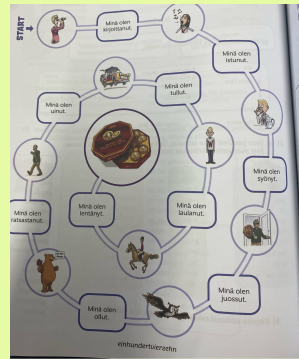 START
Minä olen
kirjoittanut.
Minä olen
istunut.
Minä olen
syönyt.
Minä olen
juossut.
Minä olen
ollut.
Minä olen
ratsastanut.
Minä olen
uinut.
Minä olen
tullut.
Minä olen
laulanut.
Minä olen
lentänyt.
einhundertvierzehn